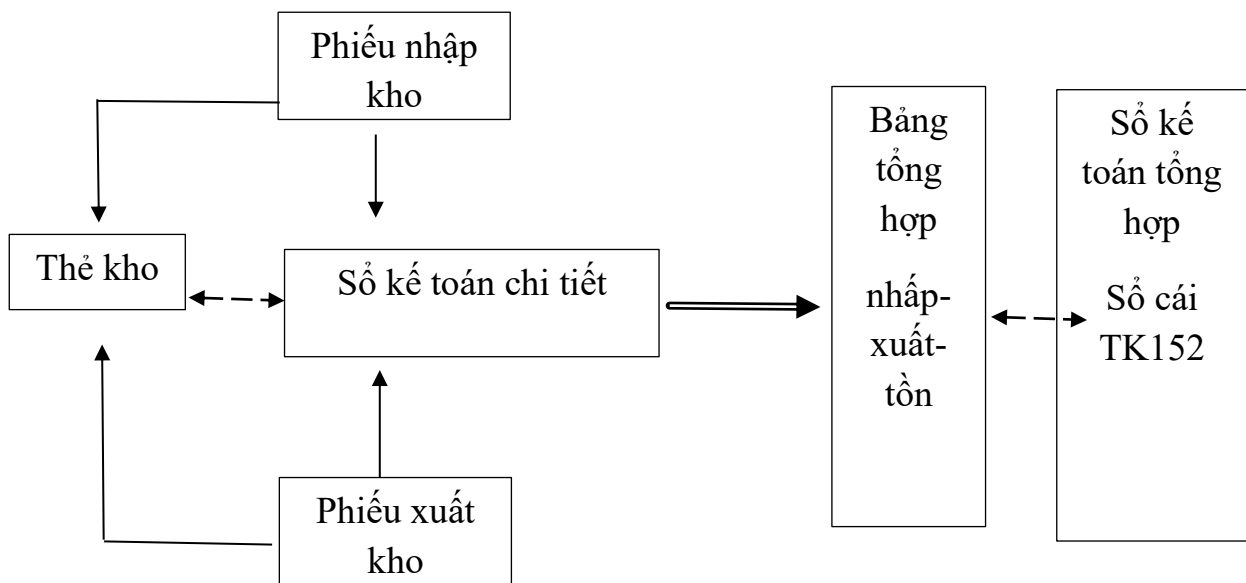 Phiếu nhập
kho
Thẻ kho
Sổ kế toán chi tiết
Phiếu xuất
kho
Bảng
tổng
hợp
nhấp-
xuất-
tồn
Sổ kế
toán tổng
hợp
Sổ cái
TK152